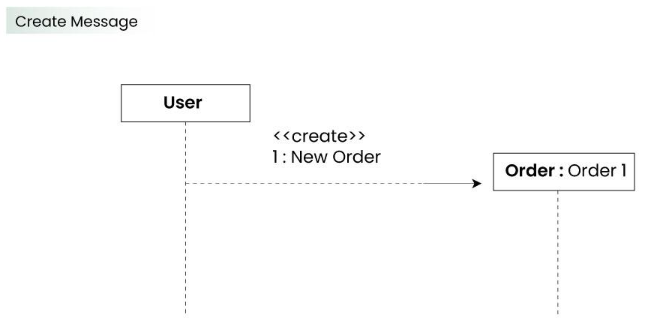 Create Message
User
<<create>>
1 : New Order
Order : Order 1